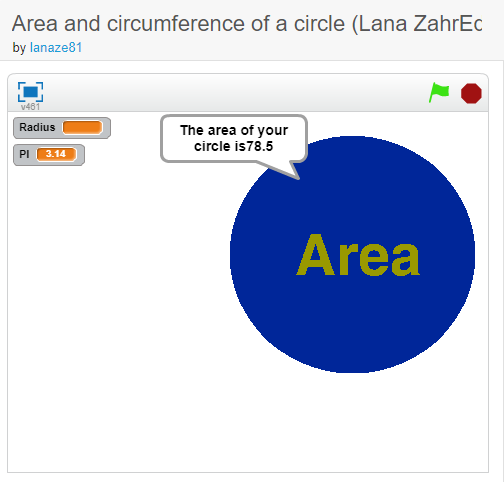 Area and circumference of a circle (Lana ZahrEd
by lanaze81
v461
Radius
PI 3.14
The area of your
circle is78.5
Area